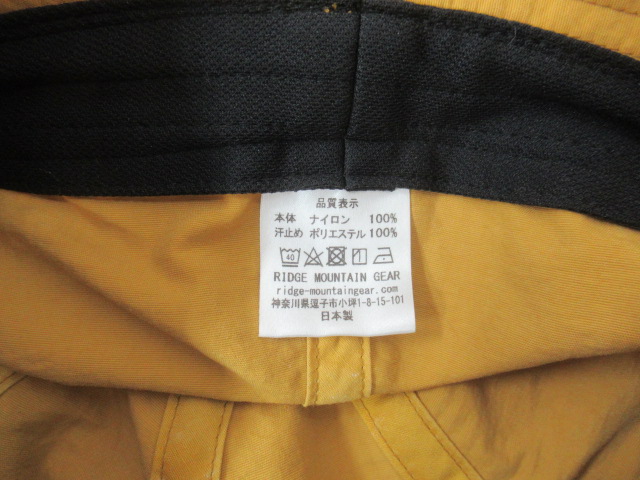 品質表示
本体 ナイロン 100%
汗止め ポリエステル 100%
40
RIDGE MOUNTAIN GEAR
ridge-mountaingear.com
神奈川県逗子市小坪1-8-15-101
日本製